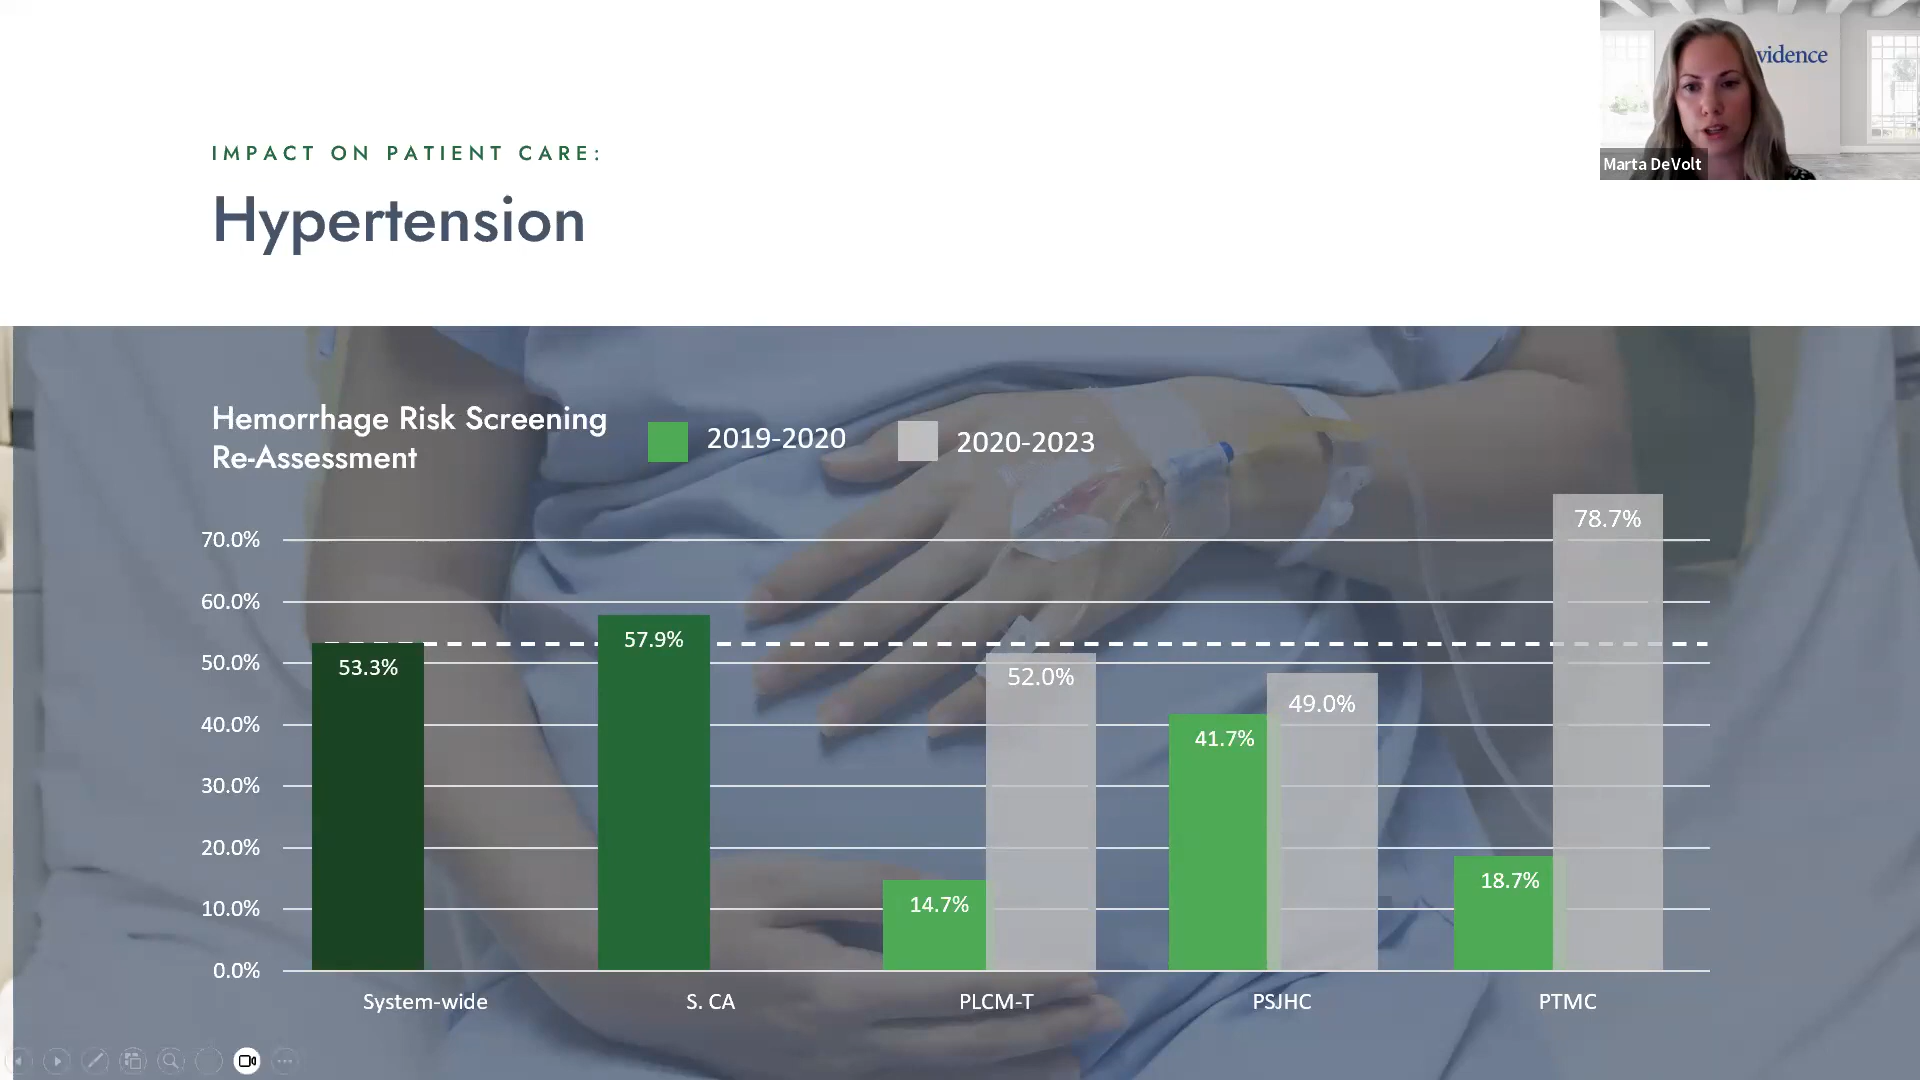 vidence
Marta DeVolt
IMPACT ON PATIENT CARE:
Hypertension
Hemorrhage Risk Screening
Re-Assessment
2019-2020
2020-2023
70.0%
60.0%
50.0%
40.0%
30.0%
20.0%
10.0%
0.0%
53.3%
57.9%
14.7%
52.0%
41.7%
49.0%
18.7%
78.7%
System-wide
S. CA
PLCM-T
PSJHC
PTMC